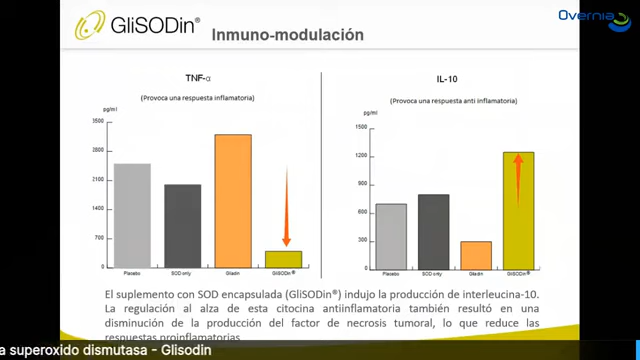 GliSODin®
Inmuno-modulación
Overnia
TNF-α
(Provoca una respuesta inflamatoria)
pg/ml
3500
2800
2100
1400
700
0
Placebo
SOD only
Gliadin
GliSODin®
IL-10
(Provoca una respuesta anti inflamatoria)
pg/ml
1500
1200
900
600
300
0
Placebo
SOD only
Gliadin
GliSODin®
El suplemento con SOD encapsulada (GliSODin®) indujo la producción de interleucina-10.
La regulación al alza de esta citocina antiinflamatoria también resultó en una
disminución de la producción del factor de necrosis tumoral, lo que reduce las
respuestas proinflamatorias
a superoxido dismutasa - Glisodin